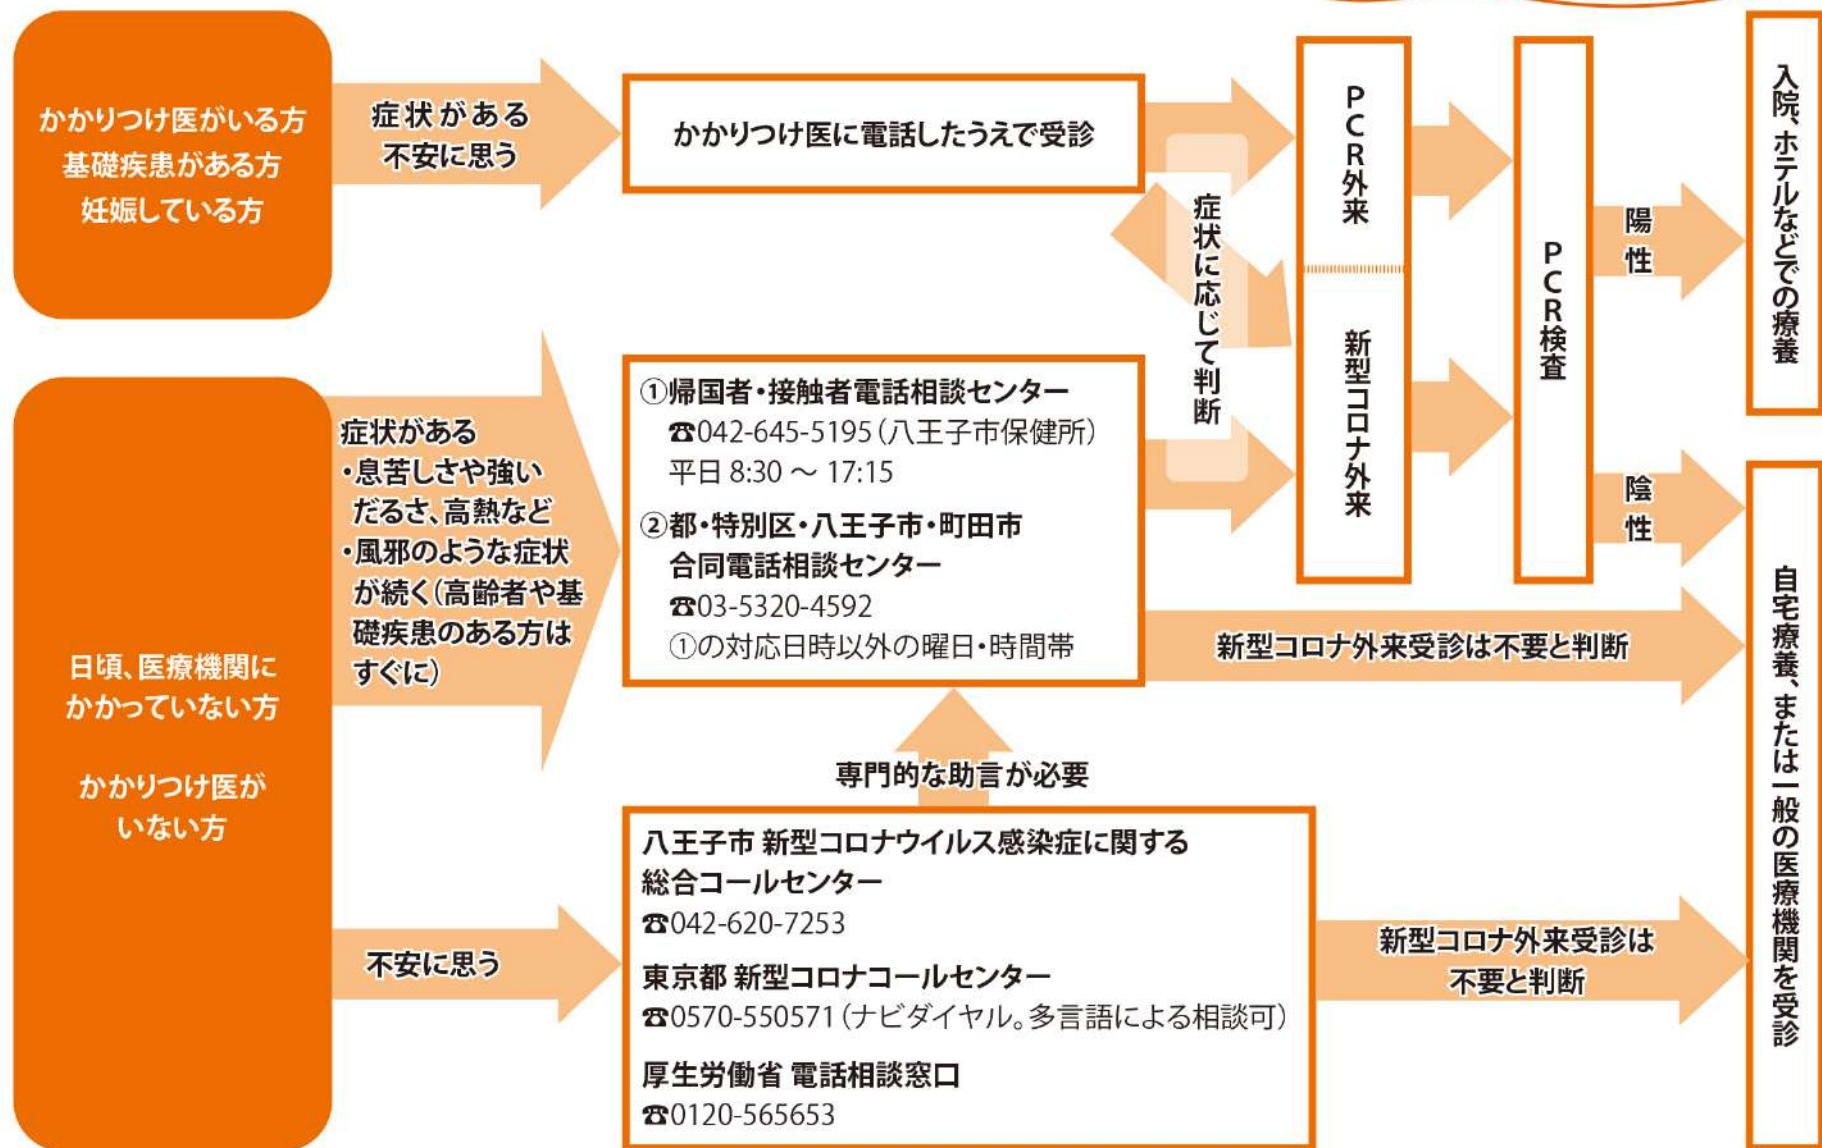 かかりつけ医がいる方
基礎疾患がある方
妊娠している方
症状がある
不安に思う
かかりつけ医に電話したうえで受診
症状に応じて判断
PCR外来
新型コロナ外来
PCR検査
陽性
入院、ホテルなどでの療養
陰性
自宅療養、または一般の医療機関を受診
日頃、医療機関に
かかっていない方
かかりつけ医が
いない方
症状がある
・息苦しさや強い
だるさ、高熱など
・風邪のような症状
が続く(高齢者や基
礎疾患のある方は
すぐに)
①帰国者・接触者電話相談センター
☎042-645-5195(八王子市保健所)
平日 8:30 ～ 17:15
②都・特別区・八王子市・町田市
合同電話相談センター
☎03-5320-4592
①の対応日時以外の曜日・時間帯
新型コロナ外来受診は不要と判断
専門的な助言が必要
不安に思う
八王子市 新型コロナウイルス感染症に関する
総合コールセンター
☎042-620-7253
東京都 新型コロナコールセンター
☎0570-550571(ナビダイヤル。多言語による相談可)
厚生労働省 電話相談窓口
☎0120-565653
新型コロナ外来受診は
不要と判断